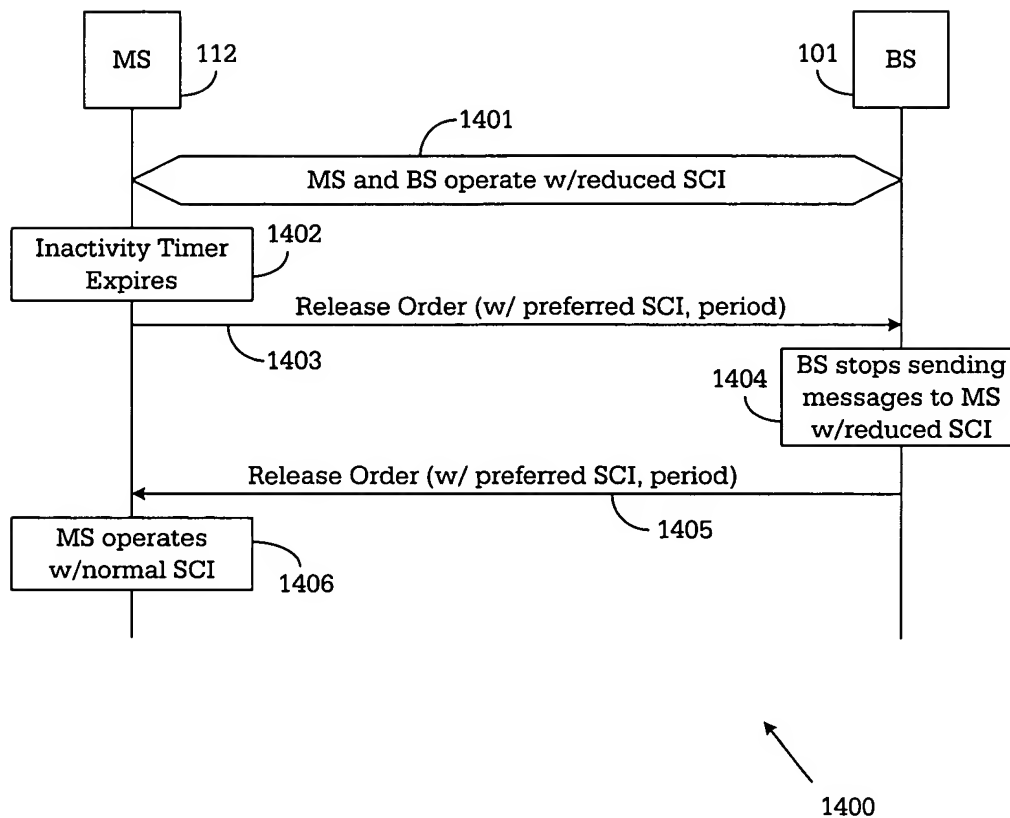 MS
112
101
BS
1401
MS and BS operate w/reduced SCI
Inactivity Timer
Expires
1402
Release Order (w/ preferred SCI, period)
1403
1404
BS stops sending
messages to MS
w/reduced SCI
Release Order (w/ preferred SCI, period)
1405
MS operates
w/normal SCI
1406
1400